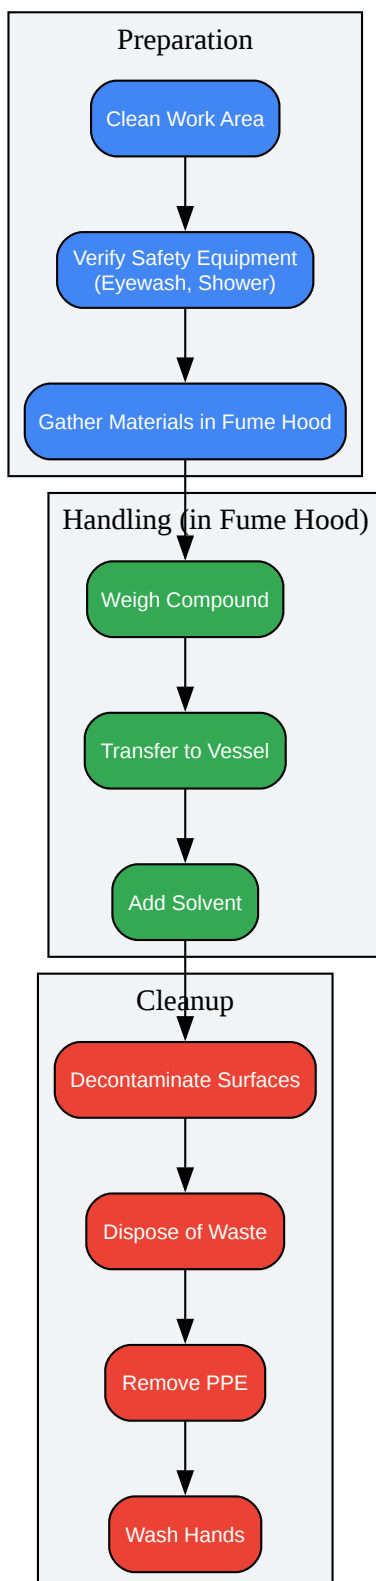 Preparation
Clean Work Area
Verify Safety Equipment
(Eyewash, Shower)
Gather Materials in Fume Hood
Handling (in Fume Hood)
Weigh Compound
Transfer to Vessel
Add Solvent
Cleanup
Decontaminate Surfaces
Dispose of Waste
Remove PPE
Wash Hands